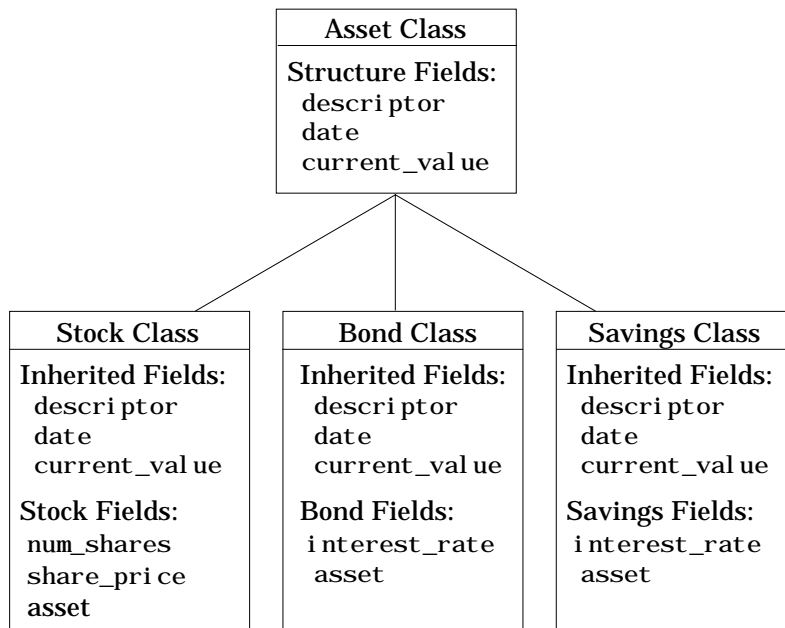 Asset Class
Structure Fields:
descriptor
date
current_value
Stock Class
Inherited Fields:
descriptor
date
current_value
Stock Fields:
num_shares
share_price
asset
Bond Class
Inherited Fields:
descriptor
date
current_value
Bond Fields:
interest_rate
asset
Savings Class
Inherited Fields:
descriptor
date
current_value
Savings Fields:
interest_rate
asset